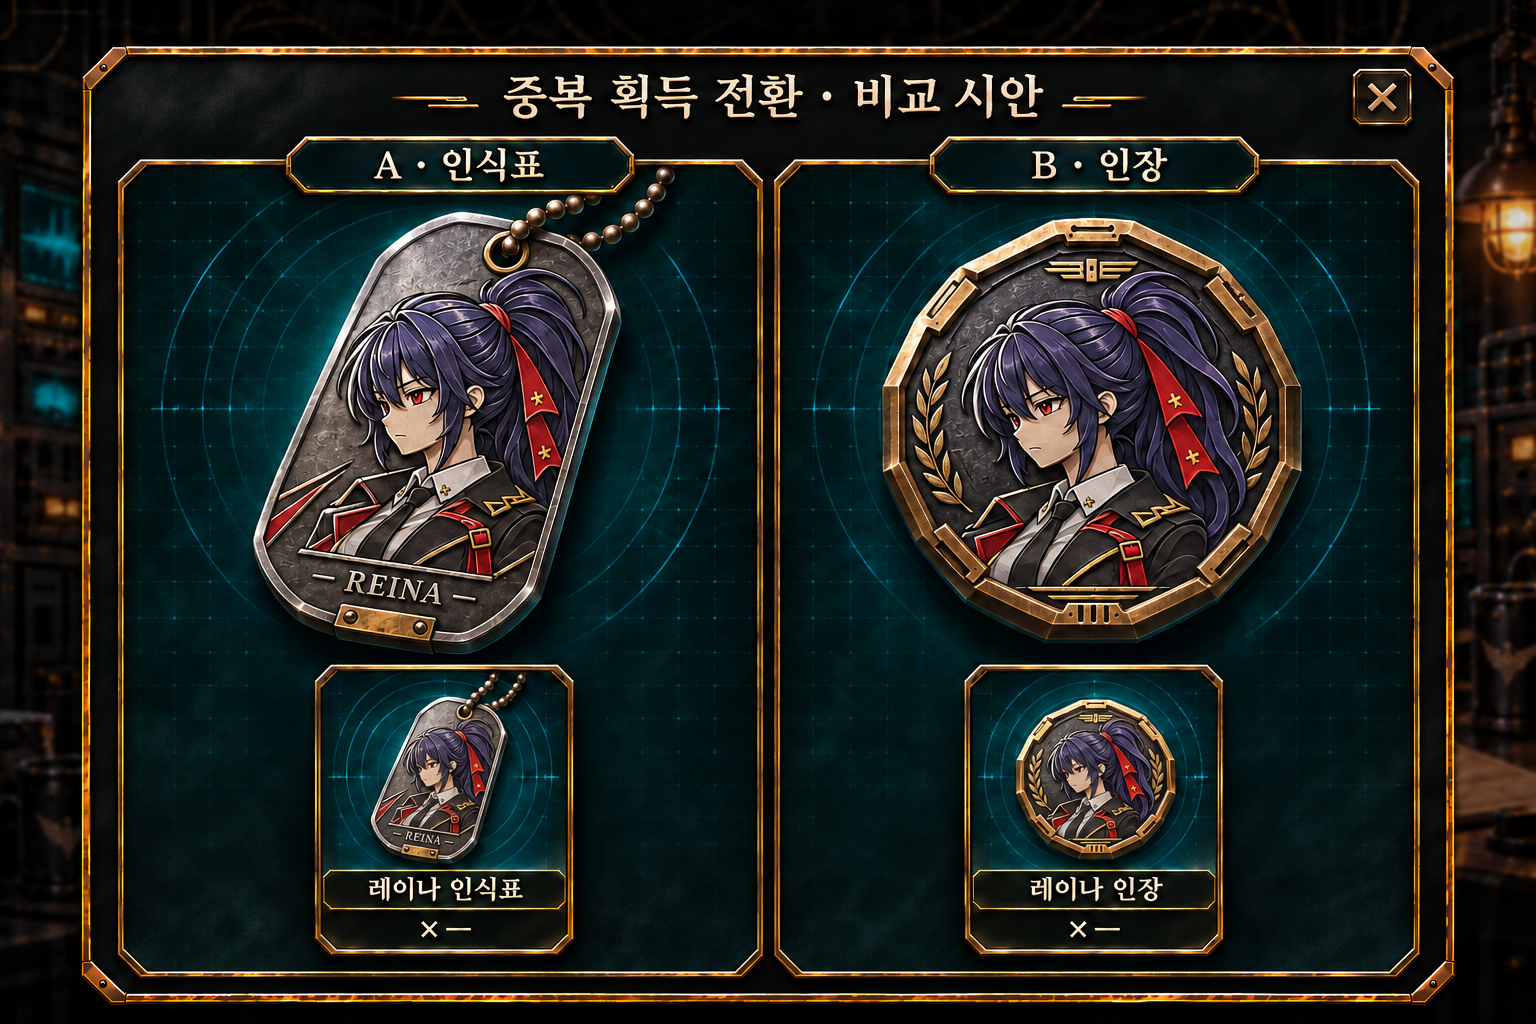 중복 획득 전환 · 비교 시안
A · 인식표
B · 인장
REINA
REINA
레이나 인식표
× —
레이나 인장
× —